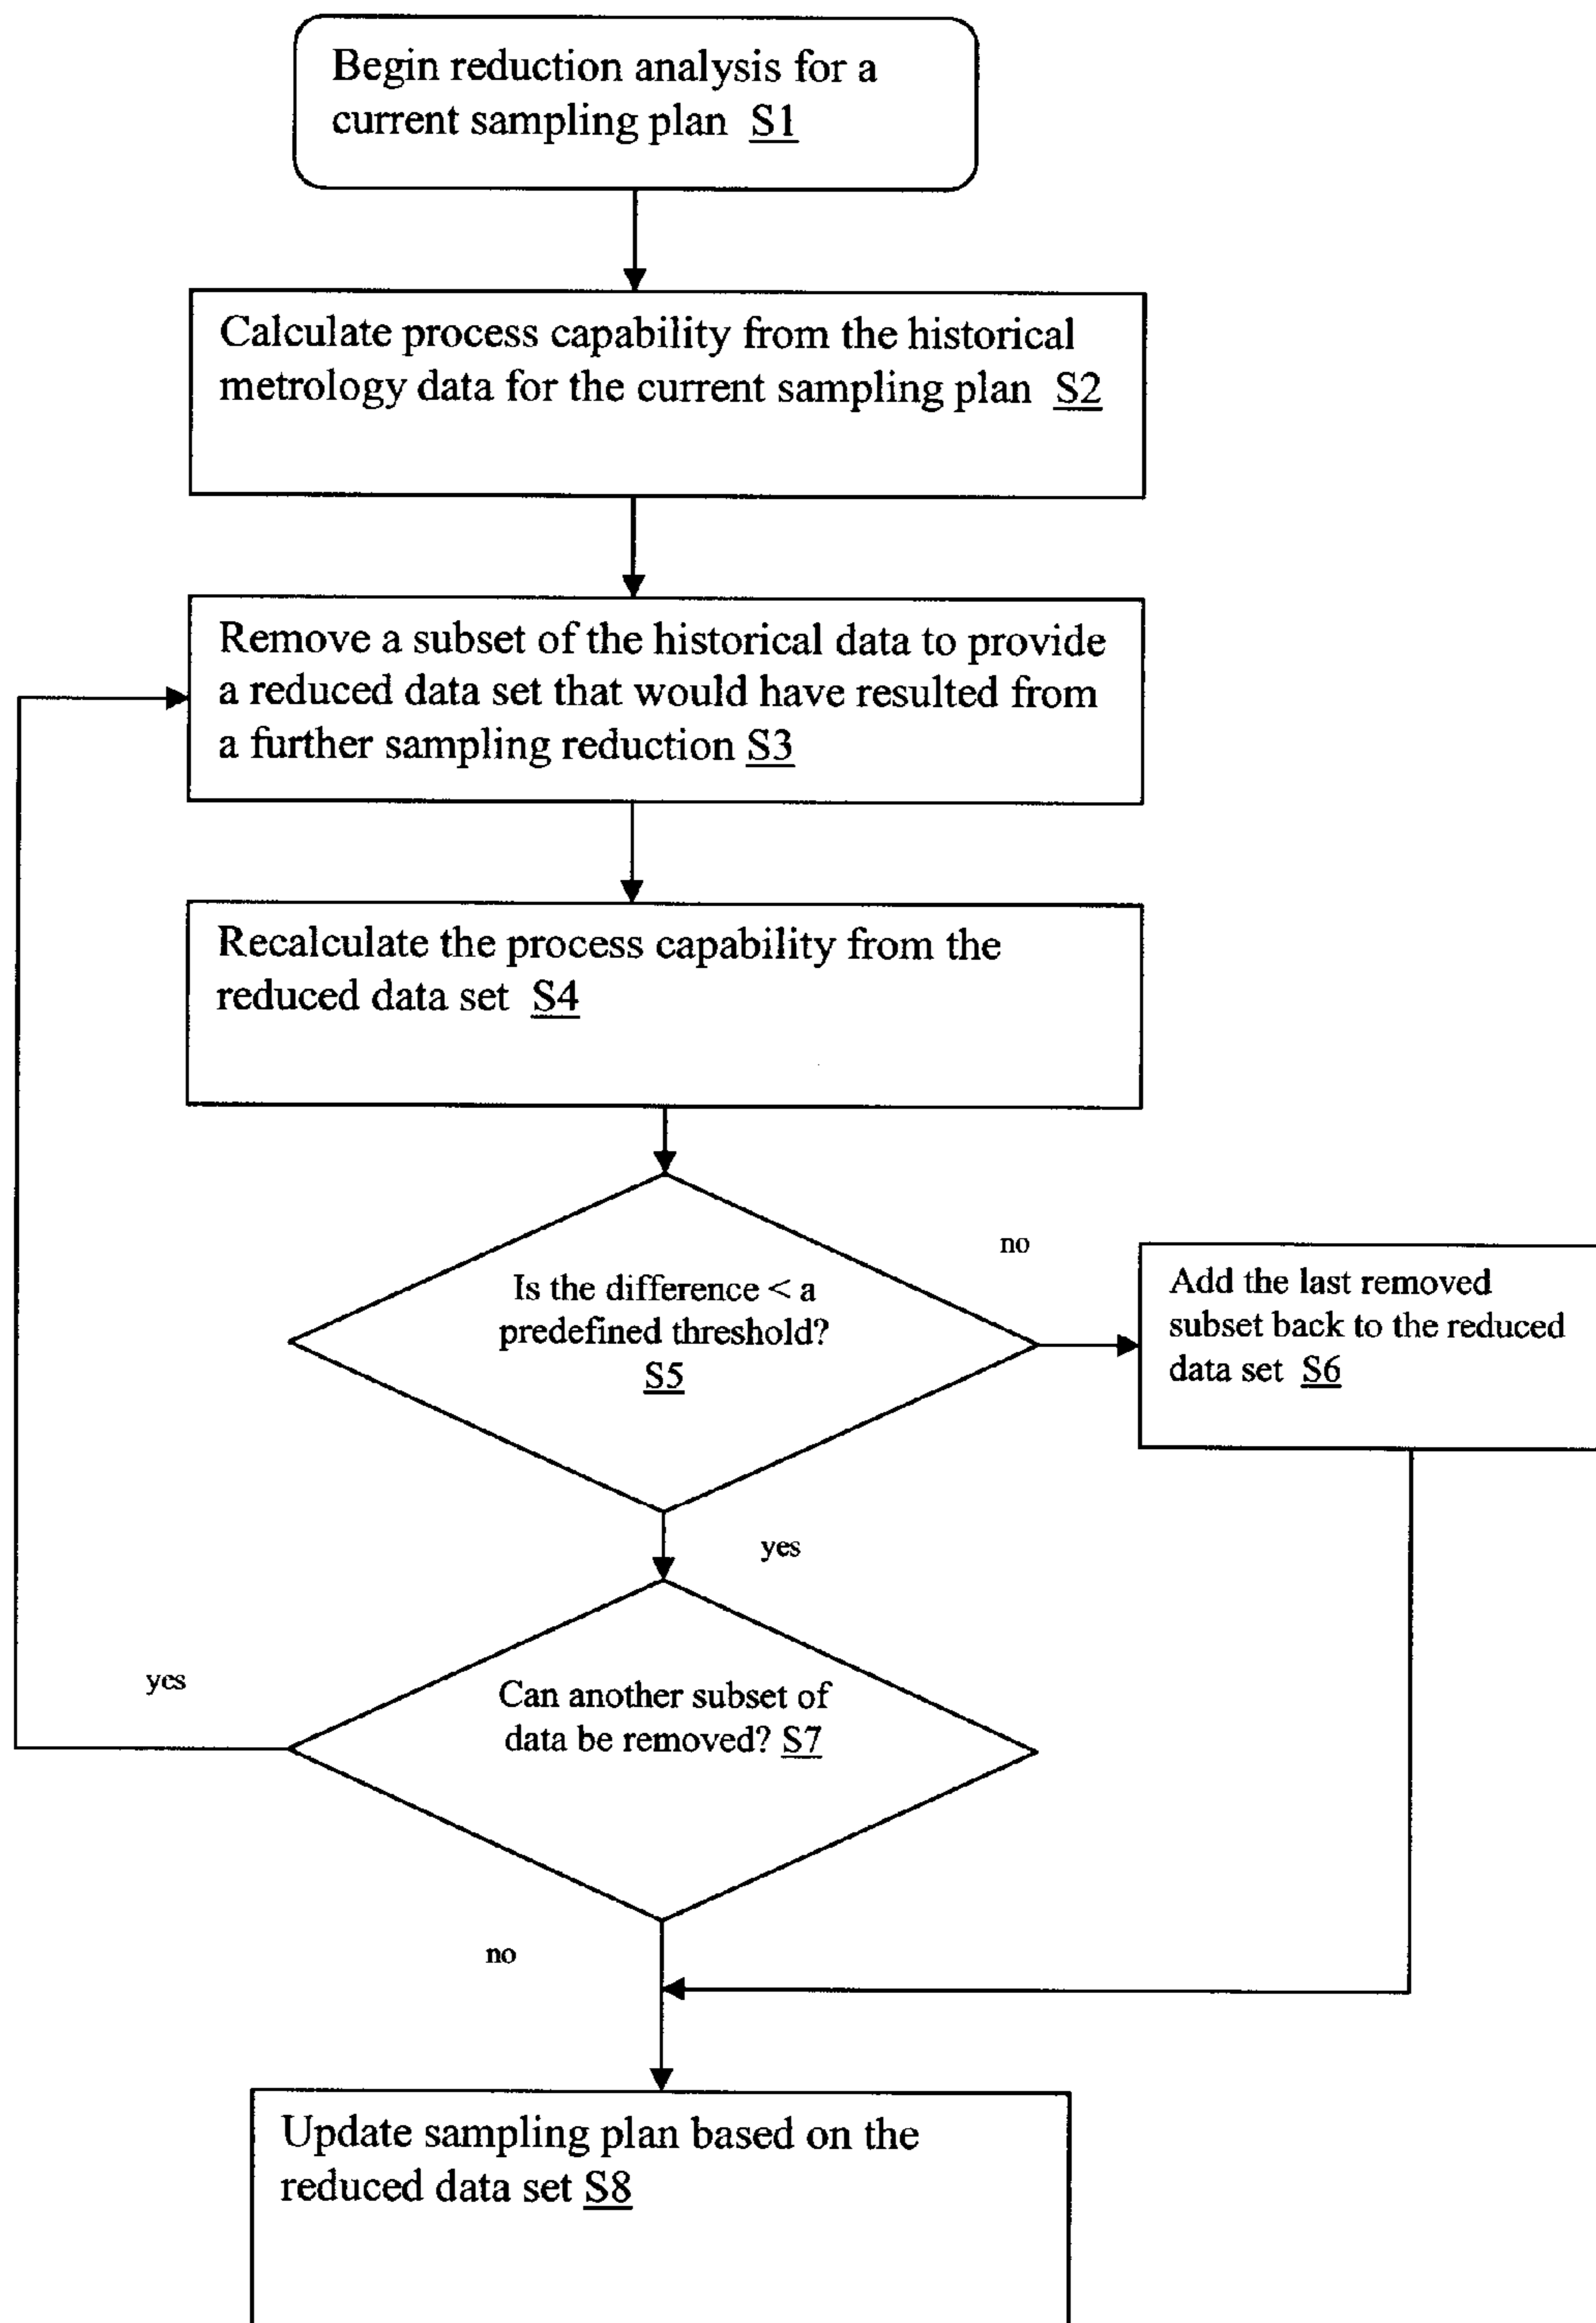 Begin reduction analysis for a
current sampling plan S1
Calculate process capability from the historical
metrology data for the current sampling plan S2
Remove a subset of the historical data to provide
a reduced data set that would have resulted from
a further sampling reduction S3
Recalculate the process capability from the
reduced data set S4
Is the difference < a
predefined threshold?
S5
no
Add the last removed
subset back to the reduced
data set S6
yes
Can another subset of
data be removed? S7
yes
no
Update sampling plan based on the
reduced data set S8